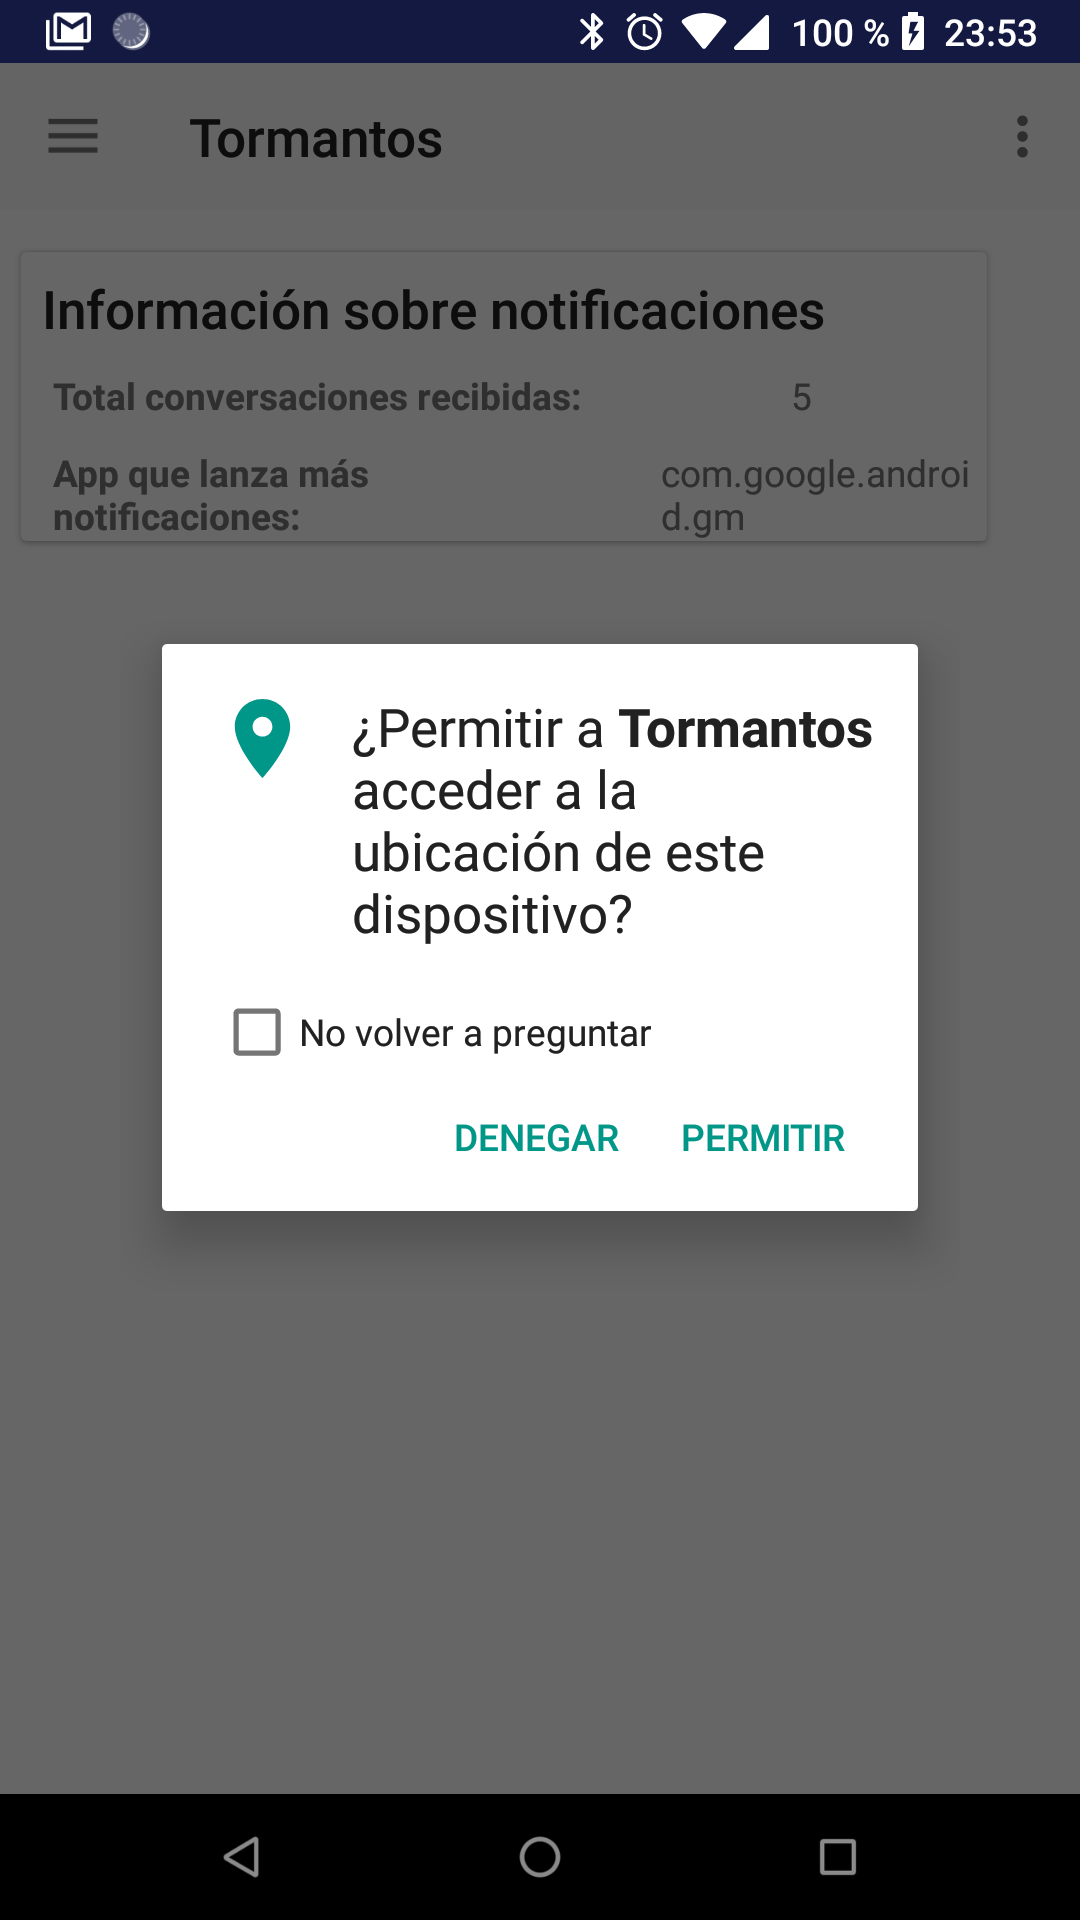 100 % 23:53
Tormantos
Información sobre notificaciones
Total conversaciones recibidas: 5
App que lanza más com.google.androi
notificaciones: d.gm
¿Permitir a Tormantos
acceder a la
ubicación de este
dispositivo?
No volver a preguntar
DENEGAR PERMITIR